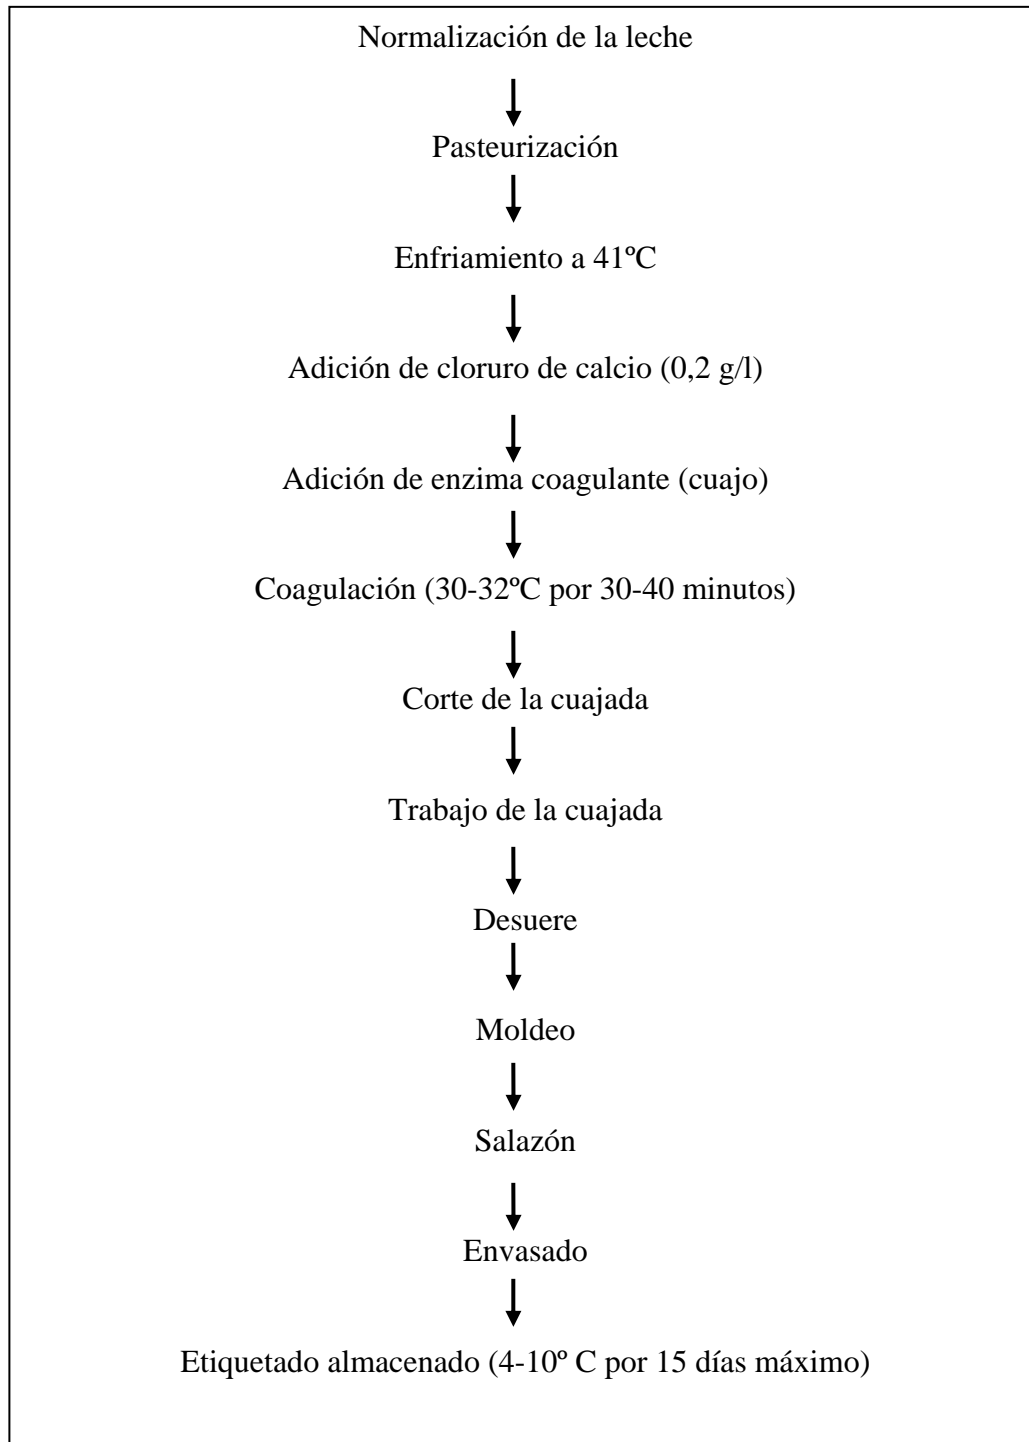 Normalización de la leche
Pasteurización
Enfriamiento a 41ºC
Adición de cloruro de calcio (0,2 g/l)
Adición de enzima coagulante (cuajo)
Coagulación (30-32ºC por 30-40 minutos)
Corte de la cuajada
Trabajo de la cuajada
Desuere
Moldeo
Salazón
Envasado
Etiquetado almacenado (4-10º C por 15 días máximo)